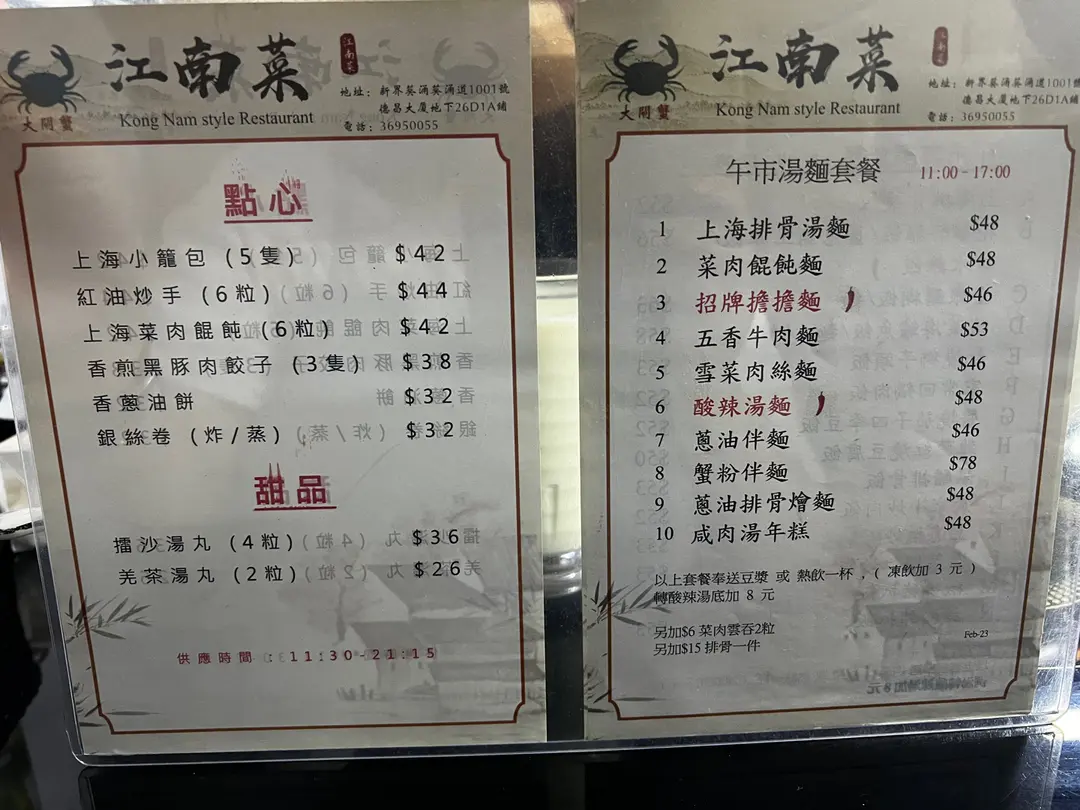 江南菜
江南菜
大閘蟹
Kong Nam style Restaurant
地址：新界葵涌葵涌道1001號
德昌大廈地下26D1A鋪
電話：36950055
點心
上海小籠包 (5隻) $42
紅油炒手 (6粒) $44
上海菜肉餛飩 (6粒) $42
香煎黑豚肉餃子 (3隻) $38
香蔥油餅 $32
銀絲卷 (炸/蒸) $32
甜品
擂沙湯丸 (4粒) $36
羌茶湯丸 (2粒) $26
供應時間 : 11:30-21:15
江南菜
江南菜
大閘蟹
Kong Nam style Restaurant
地址：新界葵涌葵涌道1001號
德昌大廈地下26D1A鋪
電話：36950055
午市湯麵套餐 11:00 - 17:00
1 上海排骨湯麵 $48
2 菜肉餛飩麵 $48
3 招牌擔擔麵 $46
4 五香牛肉麵 $53
5 雪菜肉絲麵 $46
6 酸辣湯麵 $48
7 蔥油伴麵 $46
8 蟹粉伴麵 $78
9 蔥油排骨燴麵 $48
10 咸肉湯年糕 $48
以上套餐奉送豆漿 或 熱飲一杯 ，( 凍飲加 3 元 )
轉酸辣湯底加 8 元
另加$6 菜肉雲吞2粒
另加$15 排骨一件
Feb-23